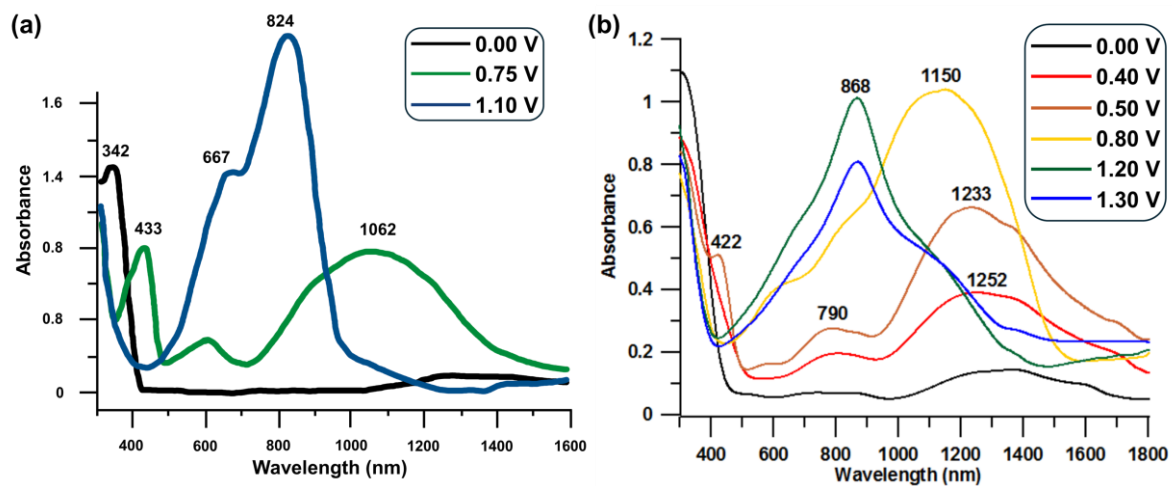 (a)
824
0.00 V
0.75 V
1.10 V
1.6
342
667
1.4
433
1062
0.8
0.8
0
Absorbance
400 600 800 1000 1200 1400 1600
Wavelength (nm)
(b)
1.2
0.00 V
0.40 V
0.50 V
0.80 V
1.20 V
1.30 V
868
1150
1
0.8
1233
0.6
422
1252
0.4
790
0.2
0
Absorbance
400 600 800 1000 1200 1400 1600 1800
Wavelength (nm)